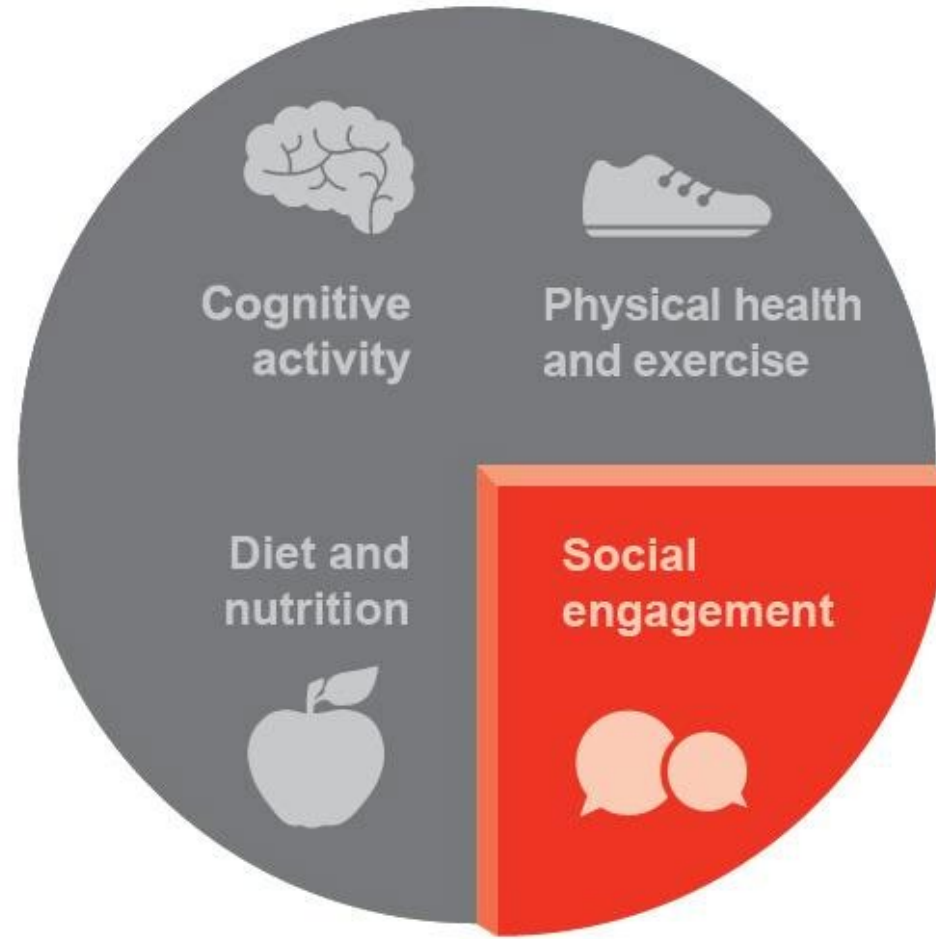 Cognitive
activity
Physical health
and exercise
Diet and
nutrition
Social
engagement